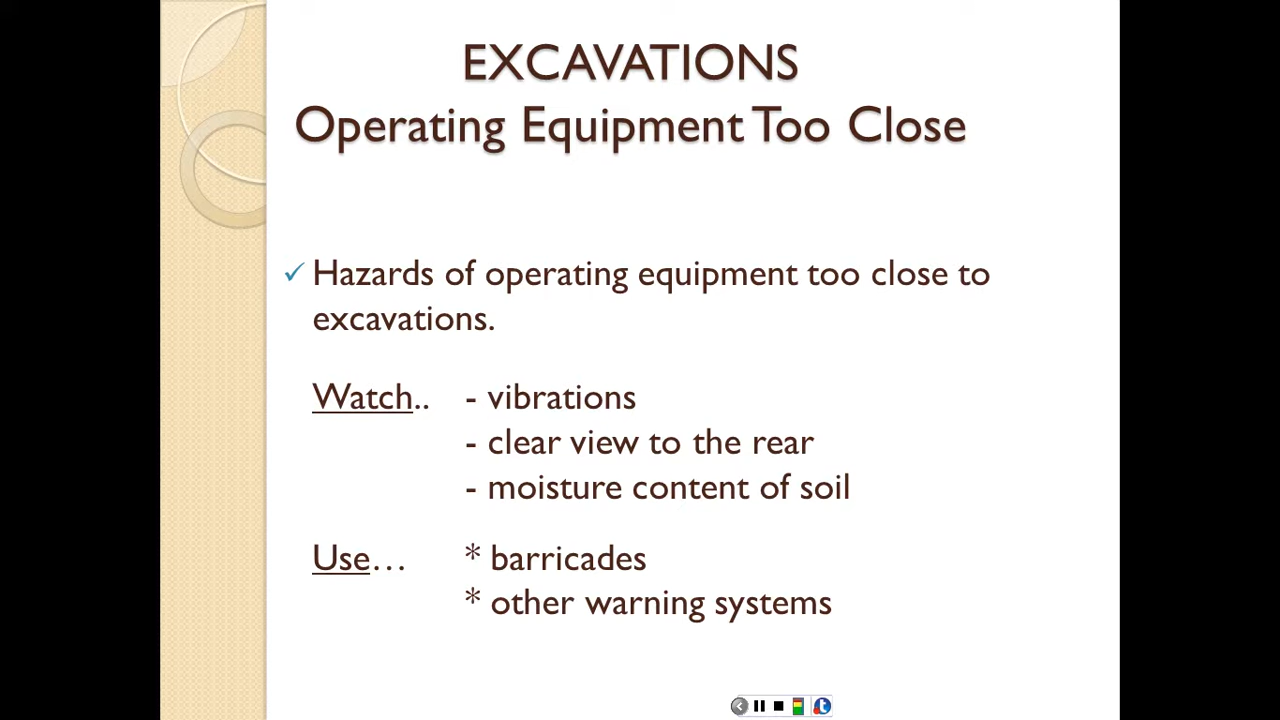 EXCAVATIONS
Operating Equipment Too Close
✓ Hazards of operating equipment too close to
excavations.
Watch.. - vibrations
- clear view to the rear
- moisture content of soil
Use… * barricades
* other warning systems